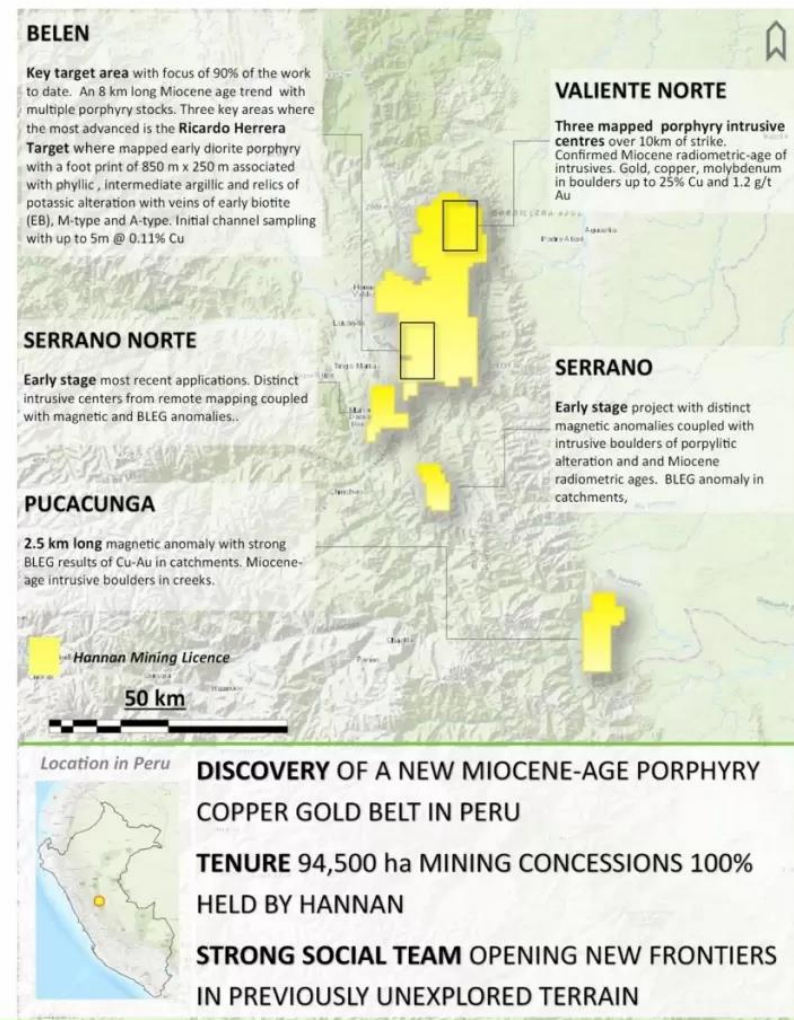 BELEN
Key target area with focus of 90% of the work
to date. An 8 km long Miocene age trend with
multiple porphyry stocks. Three key areas where
the most advanced is the Ricardo Herrera
Target where mapped early diorite porphyry
with a foot print of 850 m x 250 m associated
with phyllic , intermediate argillic and relics of
potassic alteration with veins of early biotite
(EB), M-type and A-type. Initial channel sampling
with up to 5m @ 0.11% Cu
VALIENTE NORTE
Three mapped porphyry intrusive
centres over 10km of strike.
Confirmed Miocene radiometric-age of
intrusives. Gold, copper, molybdenum
in boulders up to 25% Cu and 1.2 g/t
Au
SERRANO NORTE
Early stage most recent applications. Distinct
intrusive centers from remote mapping coupled
with magnetic and BLEG anomalies..
SERRANO
Early stage project with distinct
magnetic anomalies coupled with
intrusive boulders of porpylitic
alteration and and Miocene
radiometric ages. BLEG anomaly in
catchments,
PUCACUNGA
2.5 km long magnetic anomaly with strong
BLEG results of Cu-Au in catchments. Miocene-
age intrusive boulders in creeks.
Hannan Mining Licence
50 km
Location in Peru
DISCOVERY OF A NEW MIOCENE-AGE PORPHYRY
COPPER GOLD BELT IN PERU
TENURE 94,500 ha MINING CONCESSIONS 100%
HELD BY HANNAN
STRONG SOCIAL TEAM OPENING NEW FRONTIERS
IN PREVIOUSLY UNEXPLORED TERRAIN